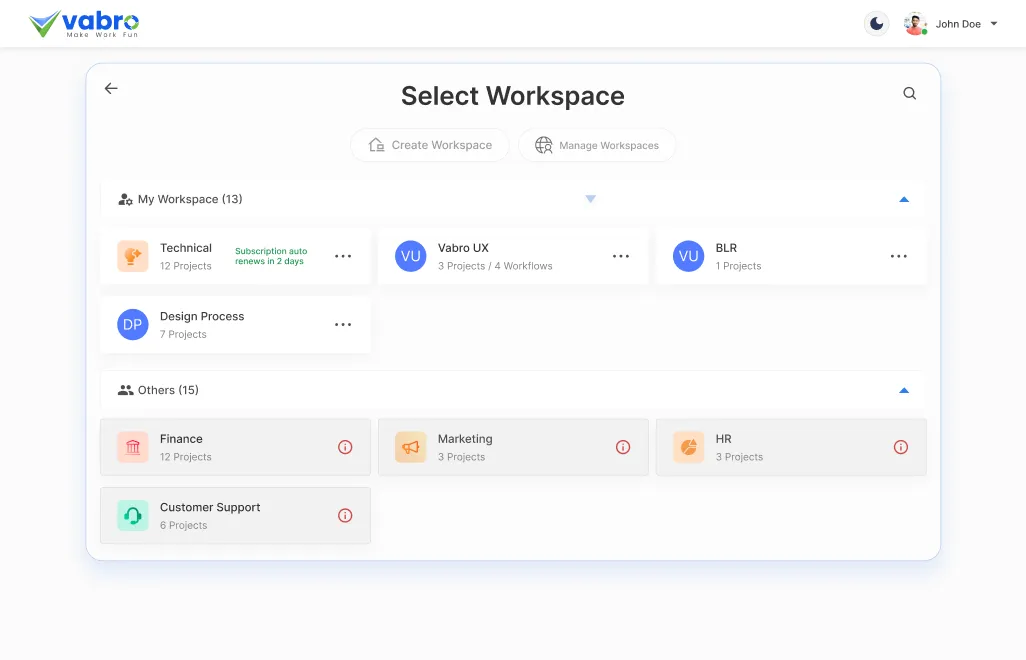 vabro
Make Work Fun
John Doe
Select Workspace
Create Workspace
Manage Workspaces
My Workspace (13)
Technical
12 Projects
Subscription auto
renews in 2 days
VU
Vabro UX
3 Projects / 4 Workflows
VU
BLR
1 Projects
DP
Design Process
7 Projects
Others (15)
Finance
12 Projects
Marketing
3 Projects
HR
3 Projects
Customer Support
6 Projects